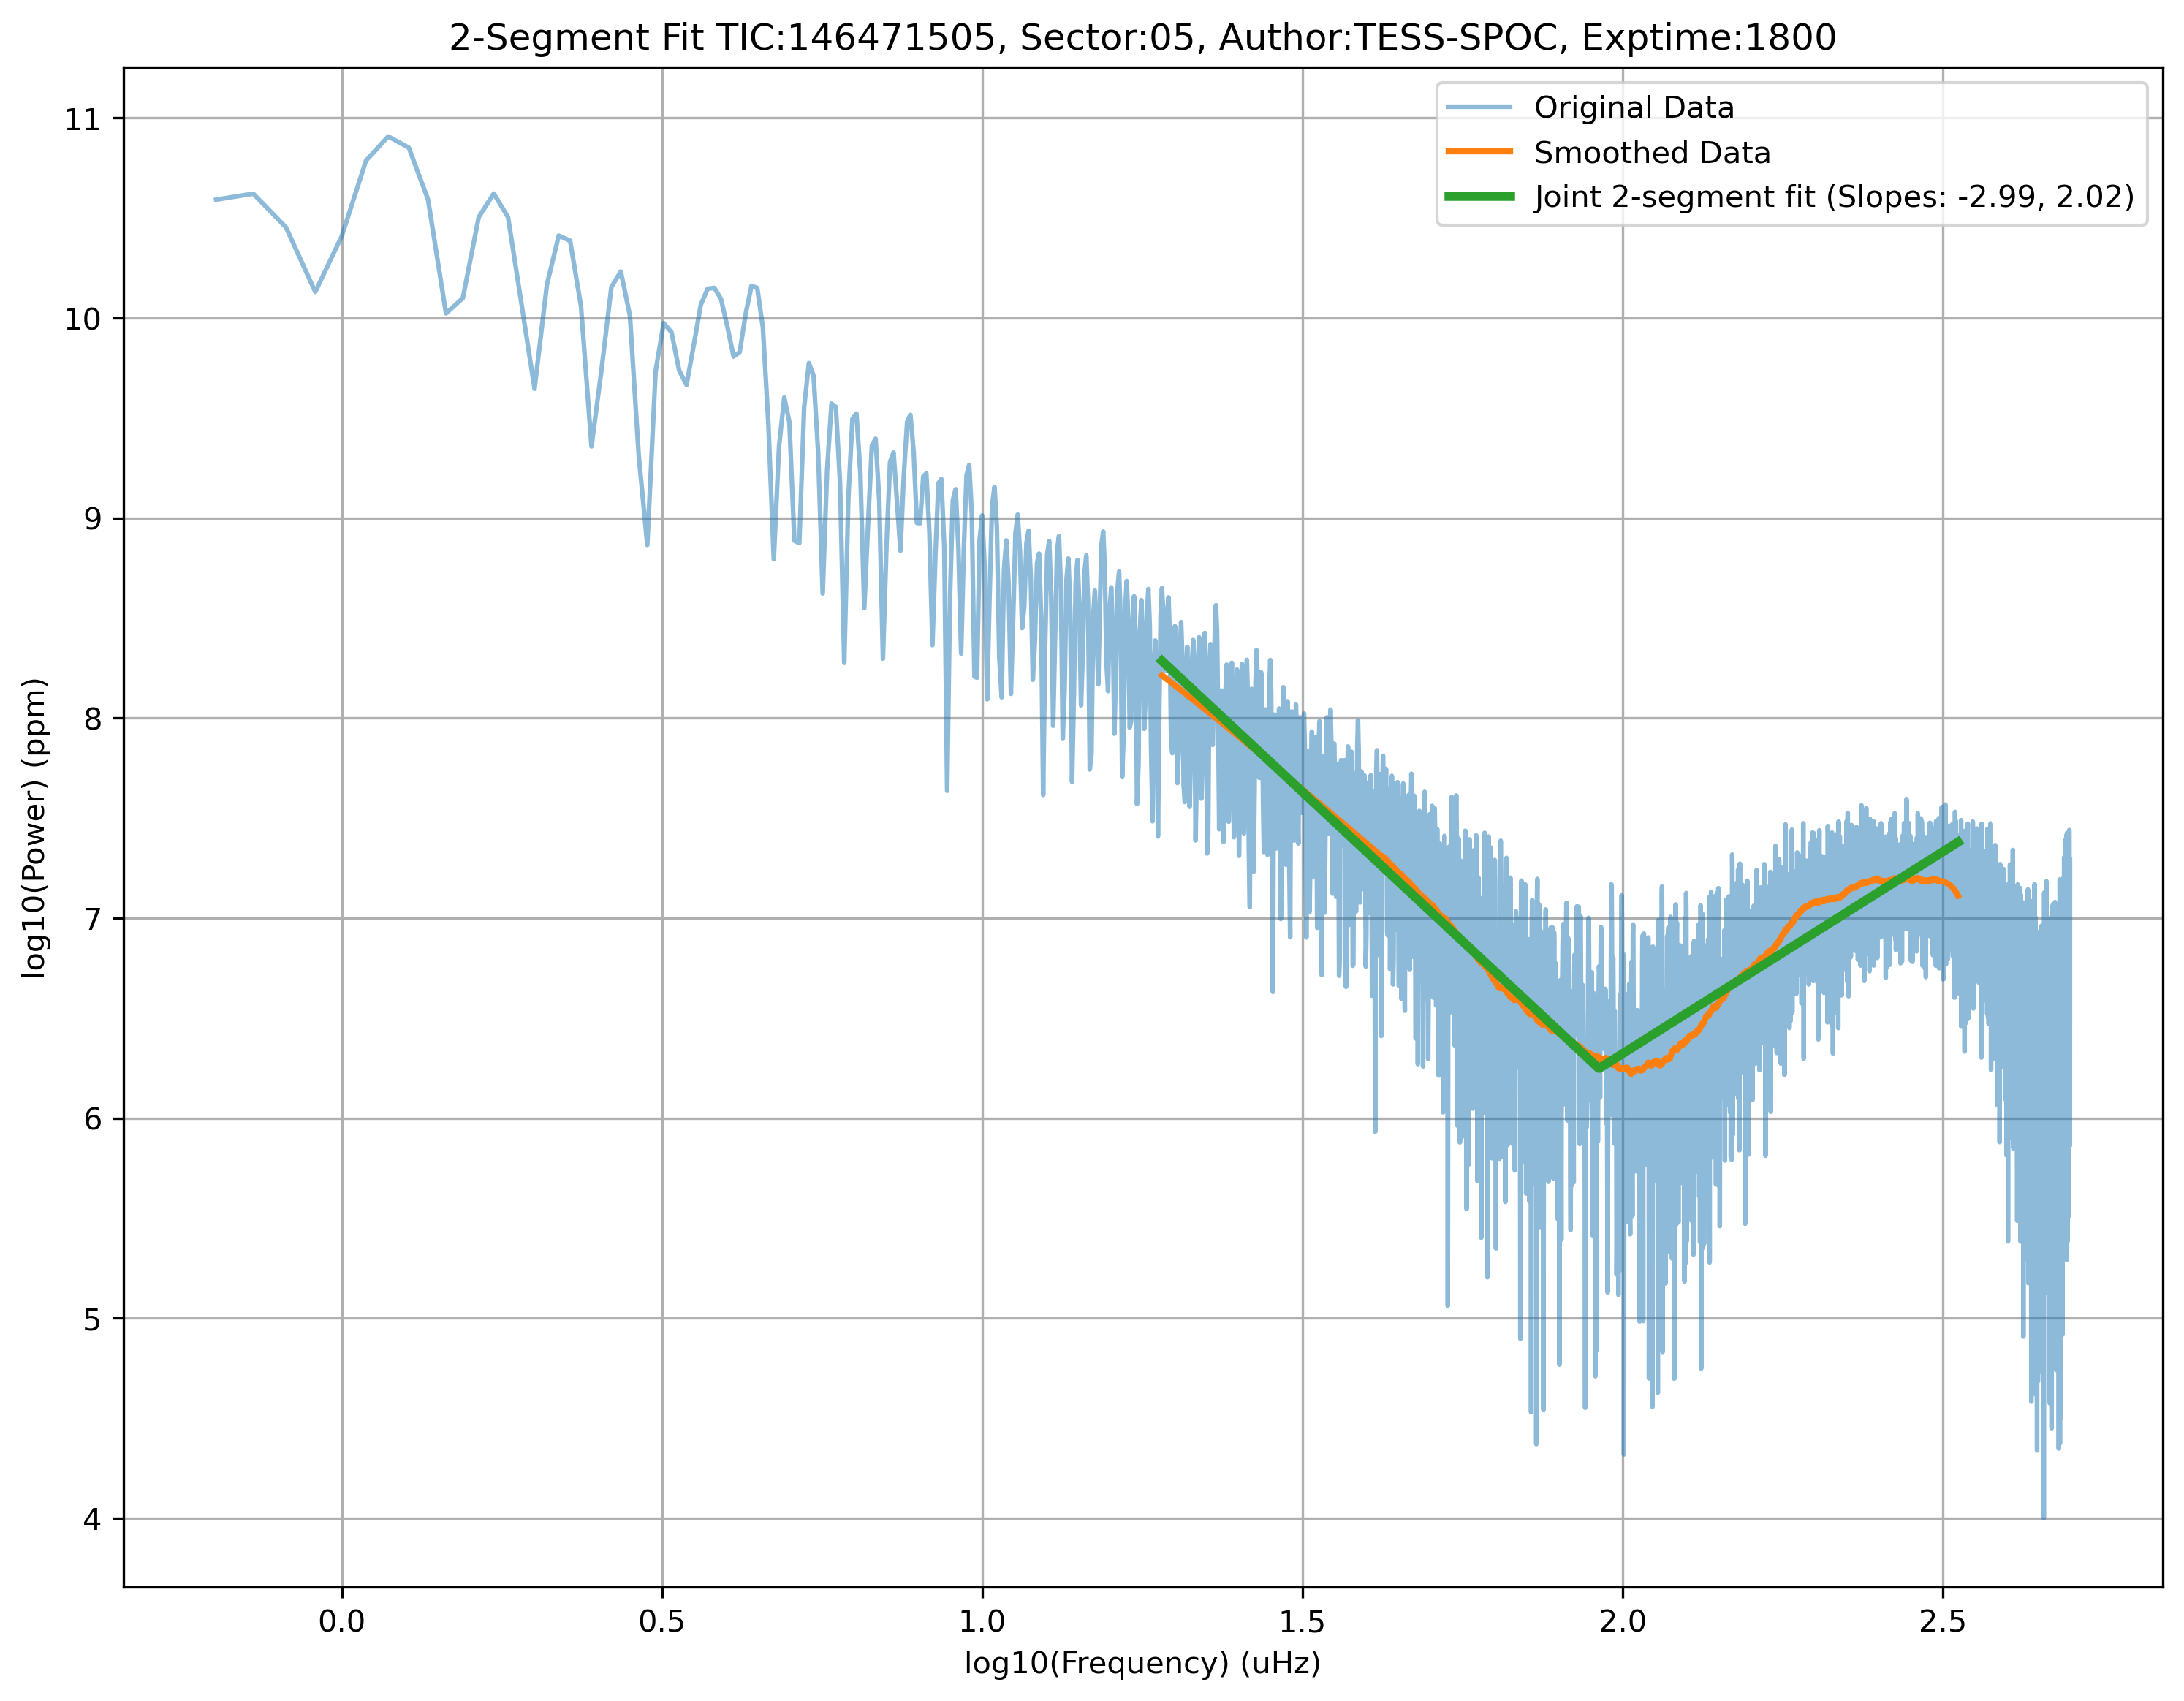 2-Segment Fit TIC:146471505, Sector:05, Author:TESS-SPOC, Exptime:1800
Original Data
Smoothed Data
Joint 2-segment fit (Slopes: -2.99, 2.02)
log10(Power) (ppm)
11
10
9
8
7
6
5
4
0.0 0.5 1.0 1.5 2.0 2.5
log10(Frequency) (uHz)